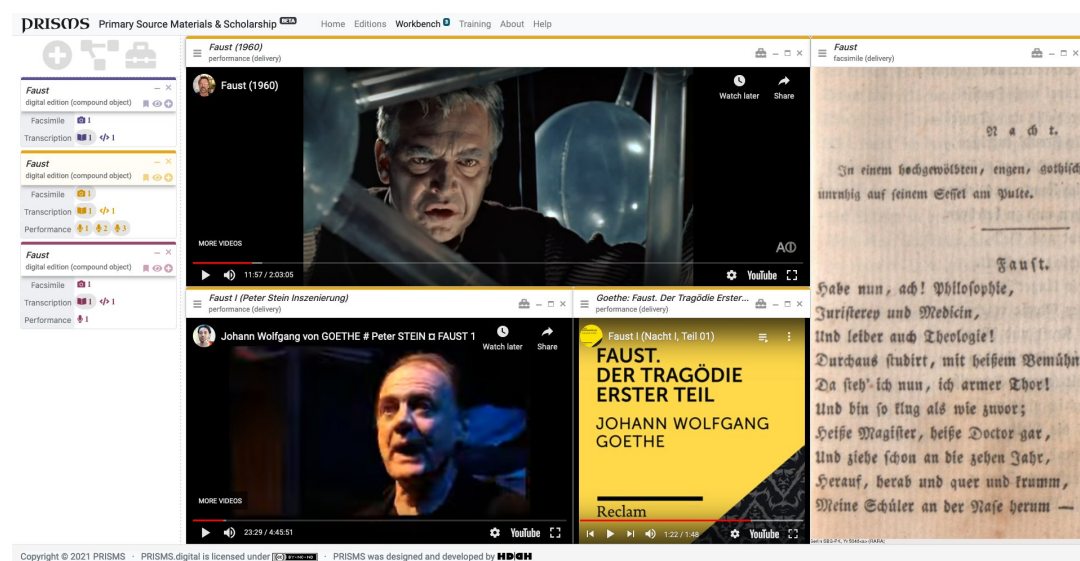 PRISMS Primary Source Materials & Scholarship BETA
Home Editions Workbench Training About Help
Faust
digital edition (compound object)
Facsimile 1
Transcription 1 </> 1
Faust
digital edition (compound object)
Facsimile 1
Transcription 1 </> 1
Performance 1 2 3
Faust
digital edition (compound object)
Facsimile 1
Transcription 1 </> 1
Performance 1
Faust (1960)
performance (delivery)
Faust (1960)
Watch later Share
MORE VIDEOS
11:57 / 2:03:05
YouTube
Faust I (Peter Stein Inszenierung)
performance (delivery)
Johann Wolfgang von GOETHE # Peter STEIN ¤ FAUST 1
Watch later Share
MORE VIDEOS
23:29 / 4:45:51
YouTube
Goethe: Faust. Der Tragödie Erster...
performance (delivery)
Faust I (Nacht I, Teil 01)
FAUST.
DER TRAGÖDIE
ERSTER TEIL
JOHANN WOLFGANG
GOETHE
Reclam
1:22 / 1:48
YouTube
Faust
facsimile (delivery)
Nacht.
In einem hochgewölbten, engen, gothisch
unruhig auf seinem Sessel am Pulte.
Faust.
Habe nun, ach! Philosophie,
Juristerey und Medicin,
Und leider auch Theologie!
Durchaus studirt, mit heißem Bemühn
Da steh' ich nun, ich armer Thor!
Und bin so klug als wie zuvor;
Heiße Magister, heiße Doctor gar,
Und ziehe schon an die zehen Jahr,
Herauf, herab und quer und krumm,
Meine Schüler an der Nase herum —
Copyright © 2021 PRISMS · PRISMS.digital is licensed under BY-NC-ND · PRISMS was designed and developed by HD|GH